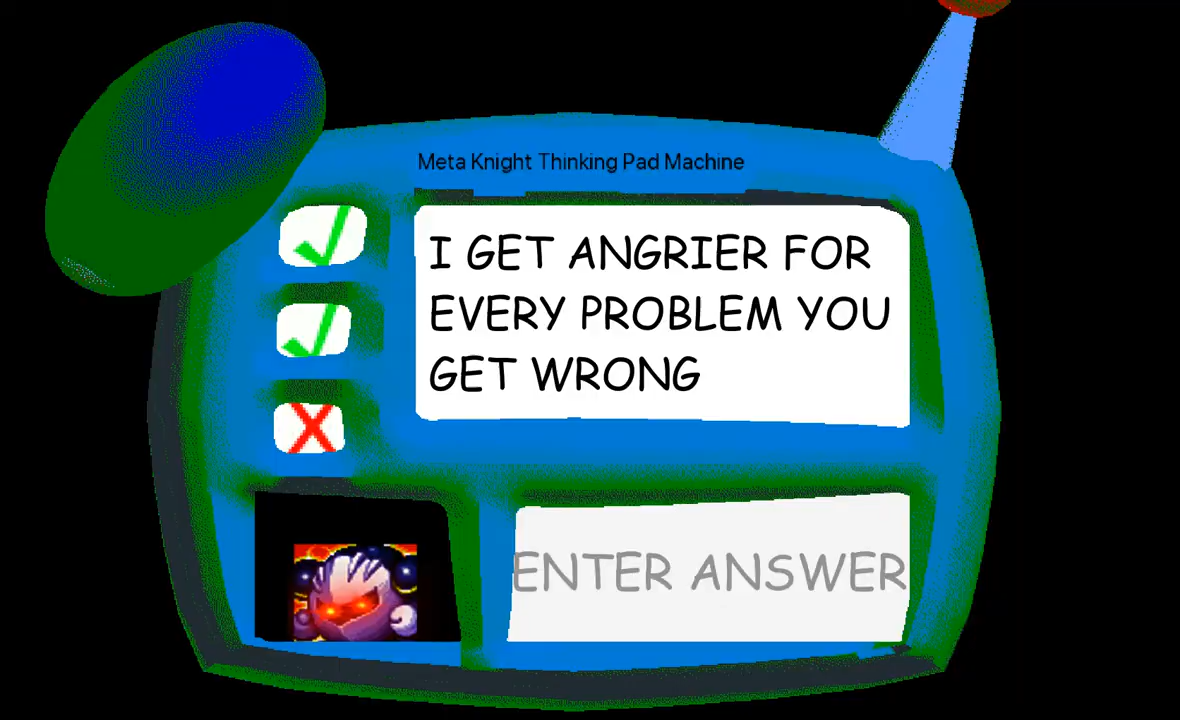 Meta Knight Thinking Pad Machine
I GET ANGRIER FOR
EVERY PROBLEM YOU
GET WRONG
ENTER ANSWER